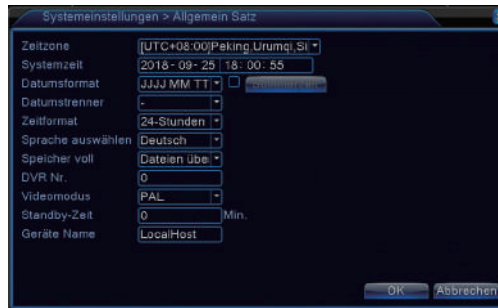 Systemeinstellungen > Allgemein Satz
Zeitzone [UTC+08:00]Peking,Urumqi,Si
Systemzeit 2018-09-25 18:00:55
Datumsformat JJJJ MM TT
Datumstrenner -
Zeitformat 24-Stunden
Sprache auswählen Deutsch
Speicher voll Dateien übe
DVR Nr. 0
Videomodus PAL
Standby-Zeit 0 Min.
Geräte Name LocalHost
OK Abbrechen